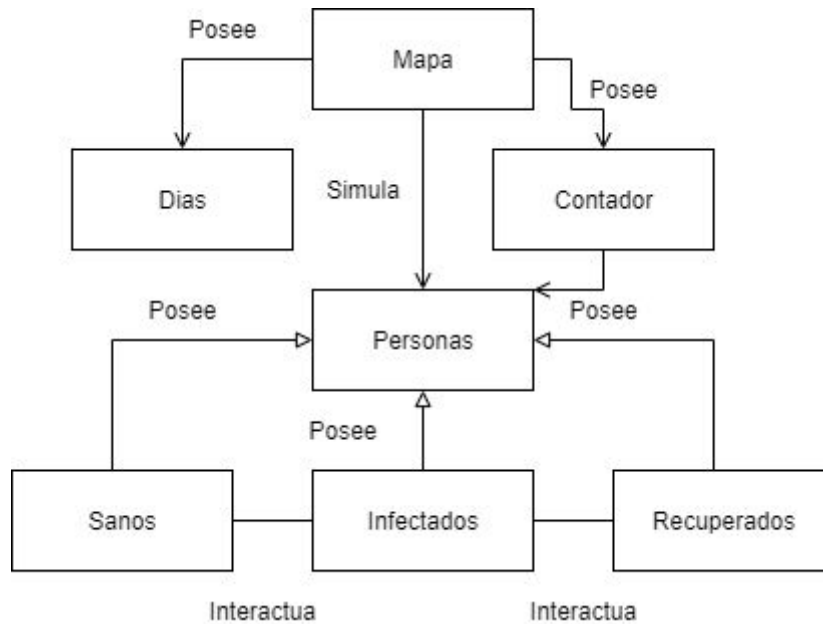 Posee
Mapa
Posee
Dias
Simula
Contador
Posee
Personas
Posee
Posee
Sanos
Infectados
Recuperados
Interactua
Interactua